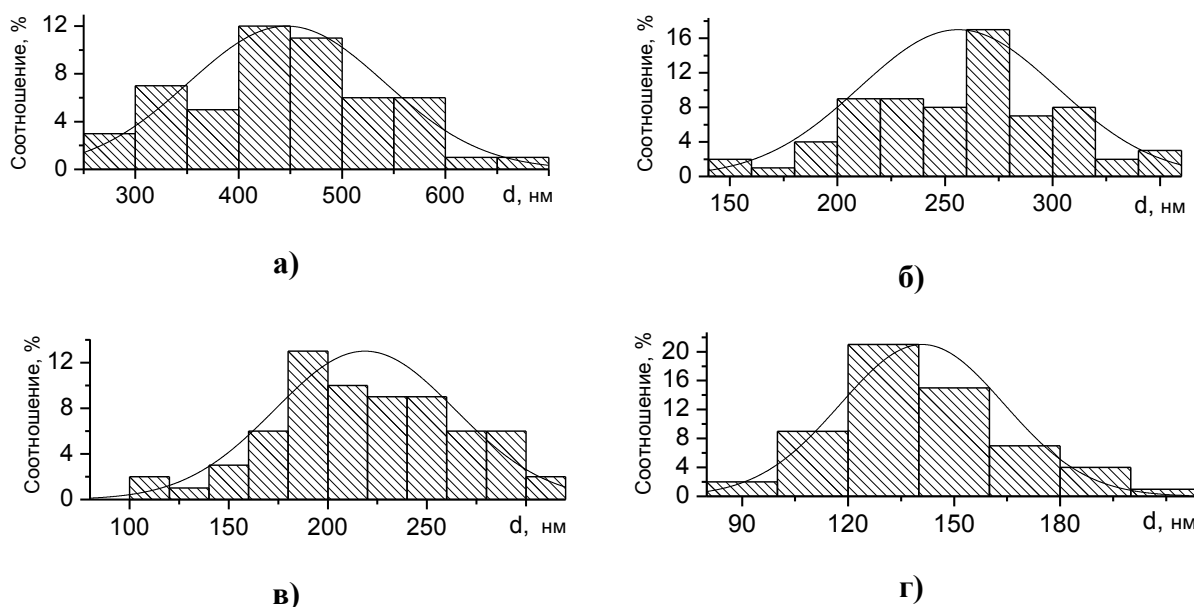 Соотношение, %
12
8
4
0
300
400
500
600
d, нм
а)
Соотношение, %
16
12
8
4
0
150
200
250
300
d, нм
б)
Соотношение, %
12
8
4
0
100
150
200
250
d, нм
в)
Соотношение, %
20
16
12
8
4
0
90
120
150
180
d, нм
г)